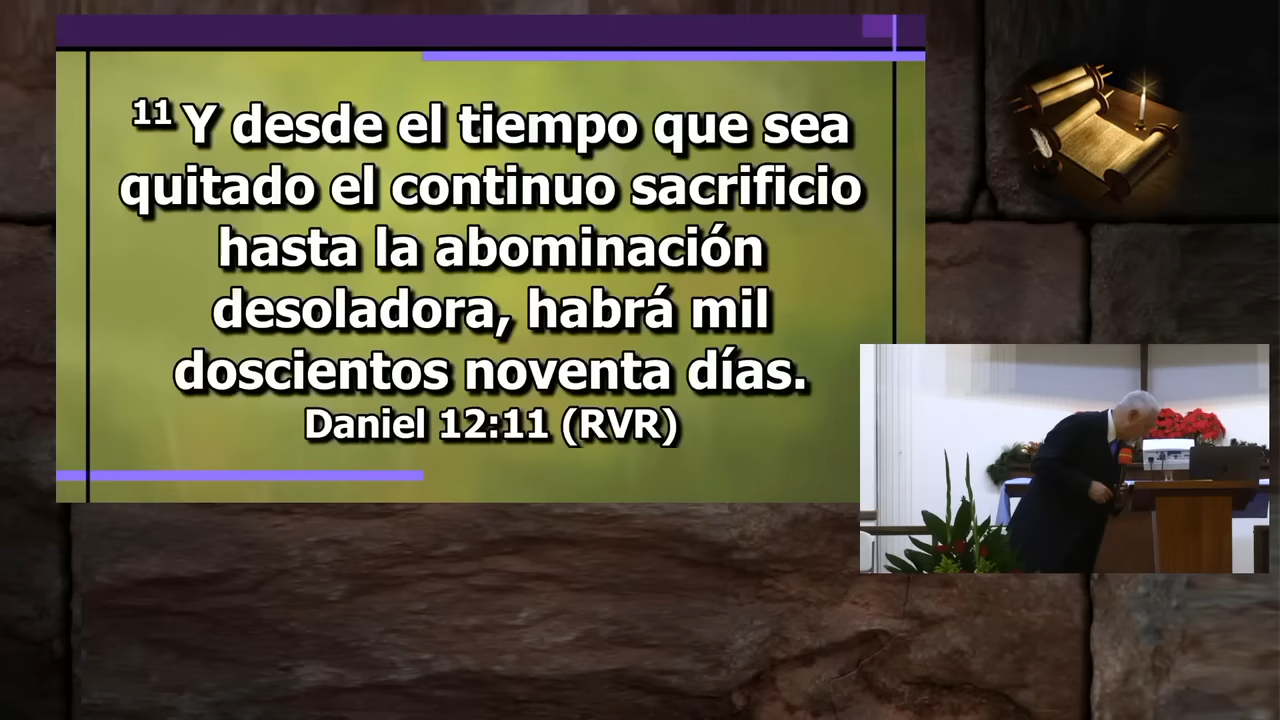 11 Y desde el tiempo que sea
quitado el continuo sacrificio
hasta la abominación
desoladora, habrá mil
doscientos noventa días.
Daniel 12:11 (RVR)